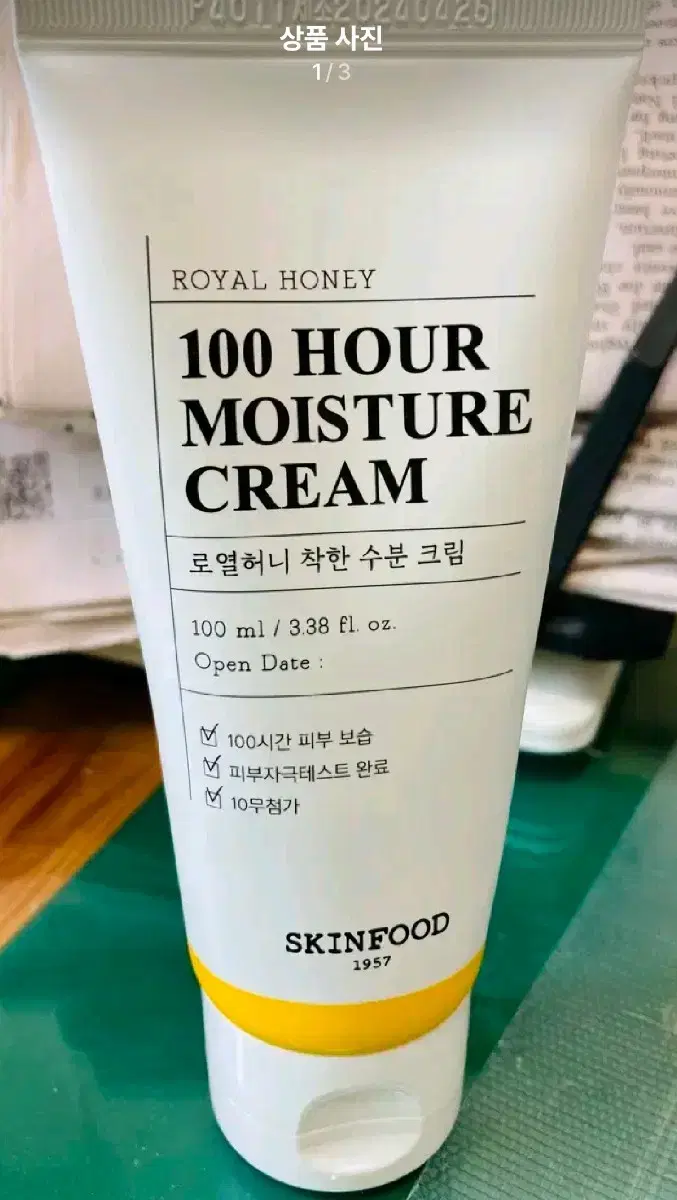 상품 사진
1 / 3
ROYAL HONEY
100 HOUR
MOISTURE
CREAM
로열허니 착한 수분 크림
100 ml / 3.38 fl. oz.
Open Date :
100시간 피부 보습
피부자극테스트 완료
10무첨가
SKINFOOD
1957